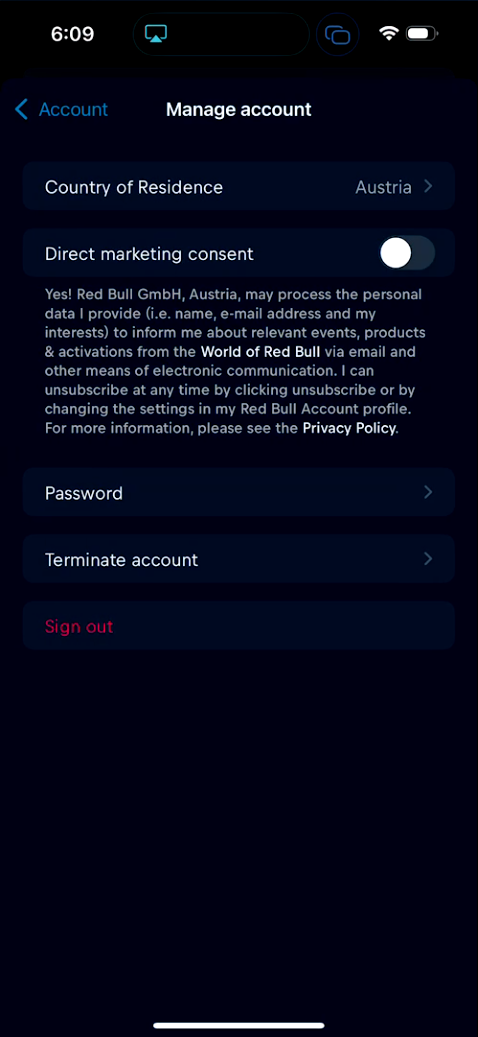 6:09
Account
Manage account
Country of Residence Austria
Direct marketing consent
Yes! Red Bull GmbH, Austria, may process the personal
data I provide (i.e. name, e-mail address and my
interests) to inform me about relevant events, products
& activations from the World of Red Bull via email and
other means of electronic communication. I can
unsubscribe at any time by clicking unsubscribe or by
changing the settings in my Red Bull Account profile.
For more information, please see the Privacy Policy.
Password
Terminate account
Sign out